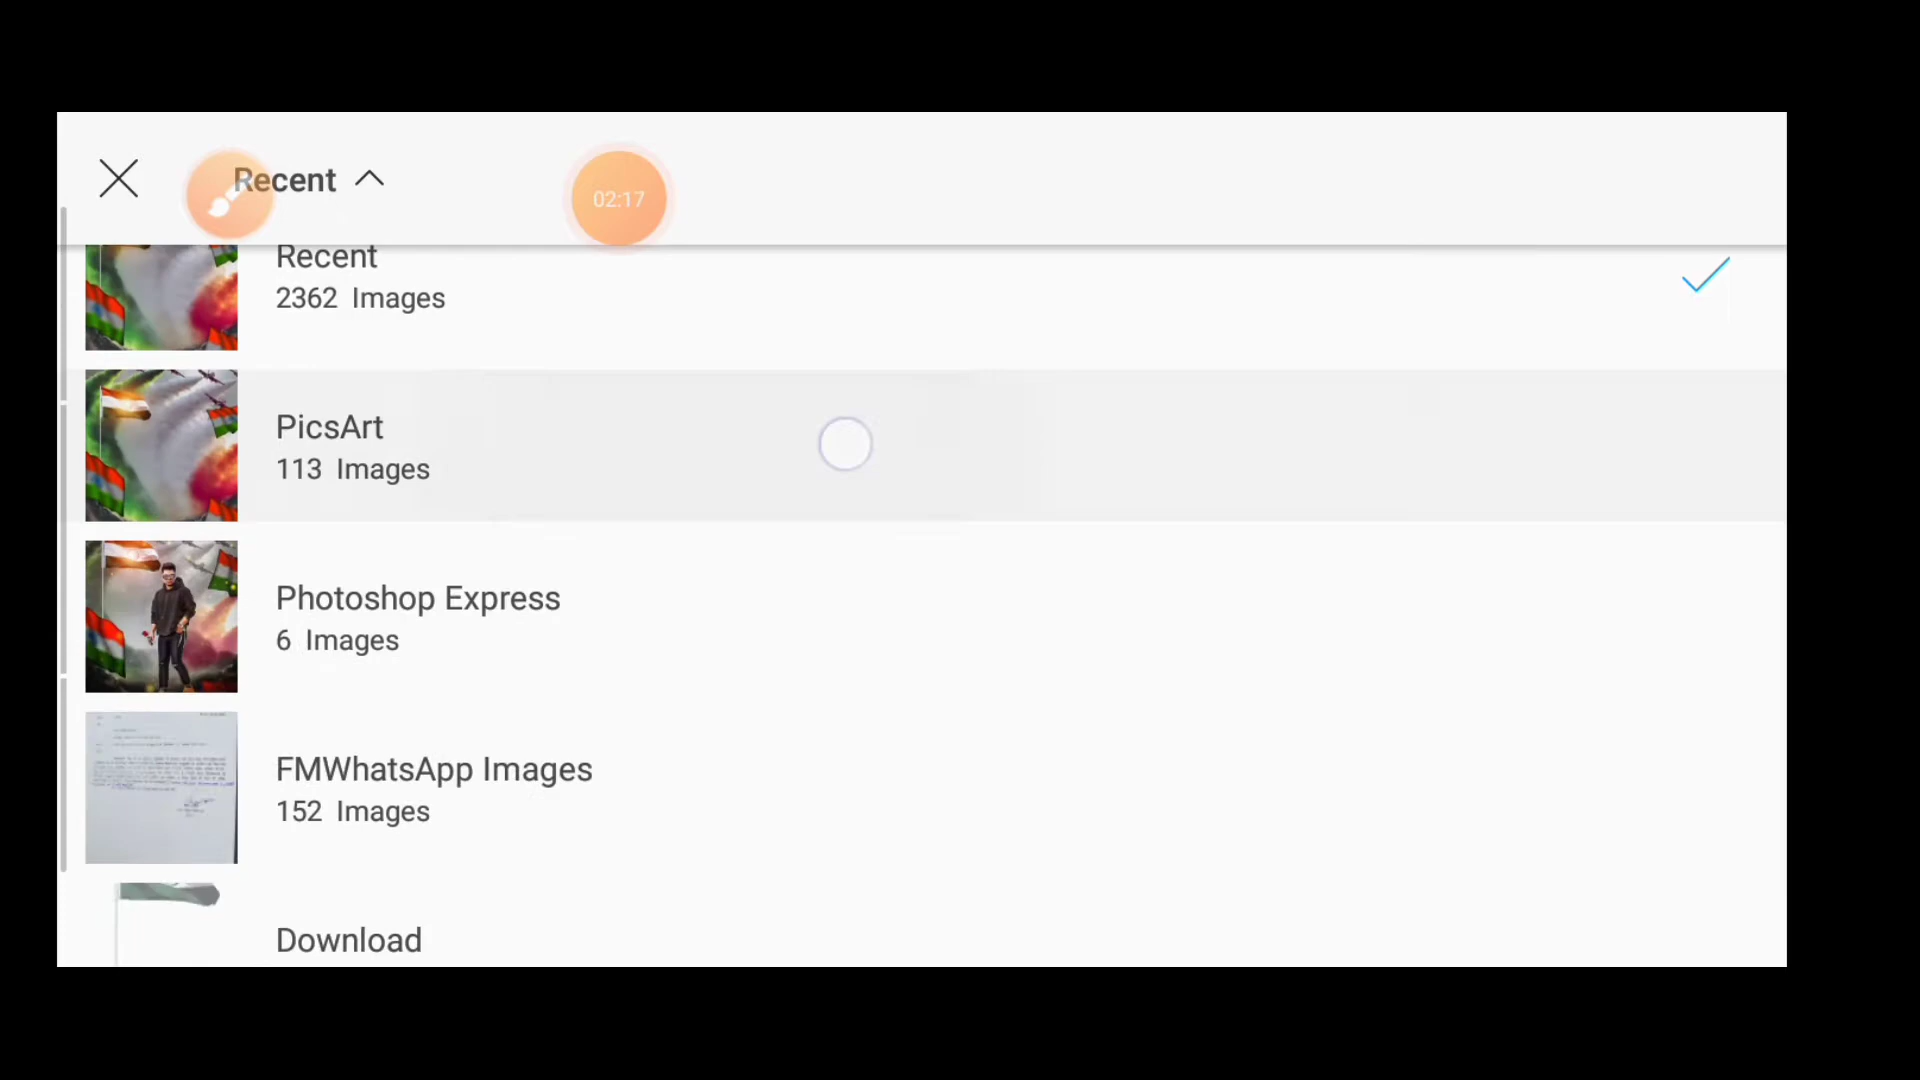 Recent
02:17
Recent
2362 Images
PicsArt
113 Images
Photoshop Express
6 Images
FMWhatsApp Images
152 Images
Download